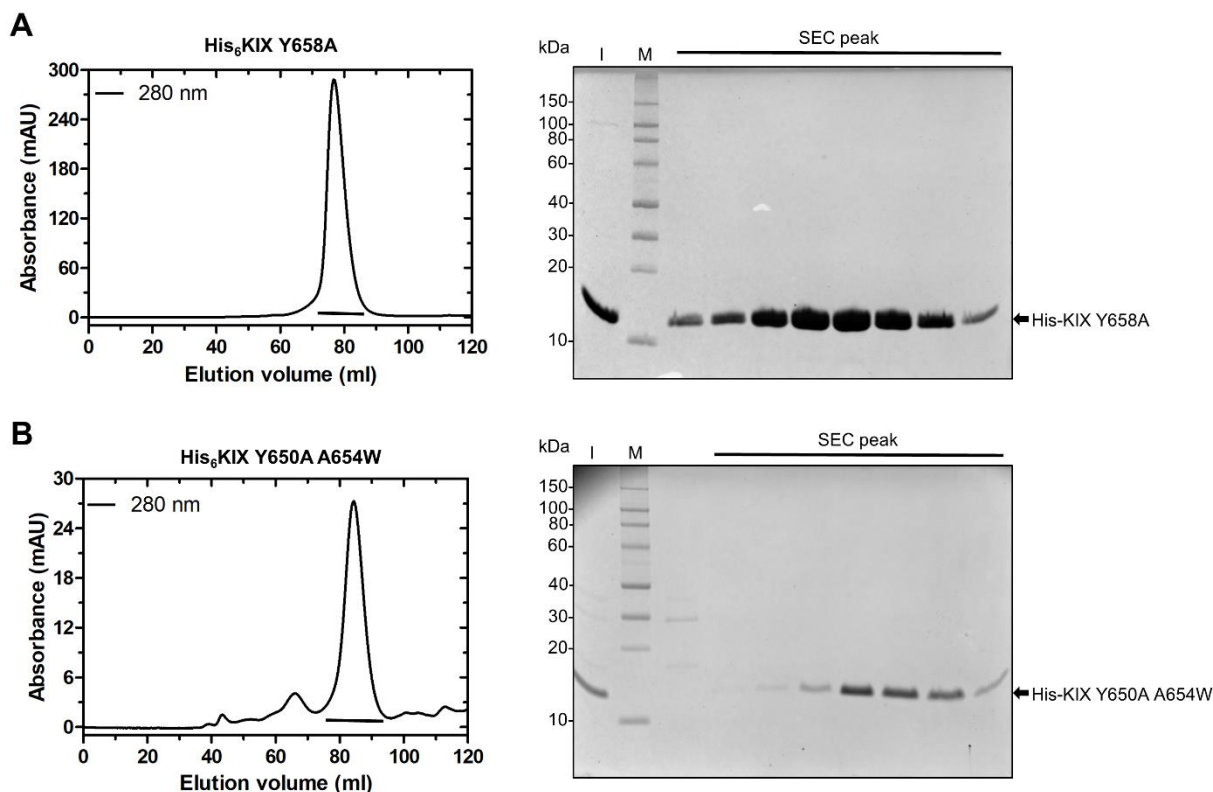 A
His₆KIX Y658A
280 nm
Absorbance (mAU)
300
240
180
120
60
0
0 20 40 60 80 100 120
Elution volume (ml)
kDa I M SEC peak
150
100
80
60
40
30
20
10
His-KIX Y658A
B
His₆KIX Y650A A654W
280 nm
Absorbance (mAU)
30
24
18
12
6
0
0 20 40 60 80 100 120
Elution volume (ml)
kDa I M SEC peak
150
100
80
60
40
30
20
10
His-KIX Y650A A654W